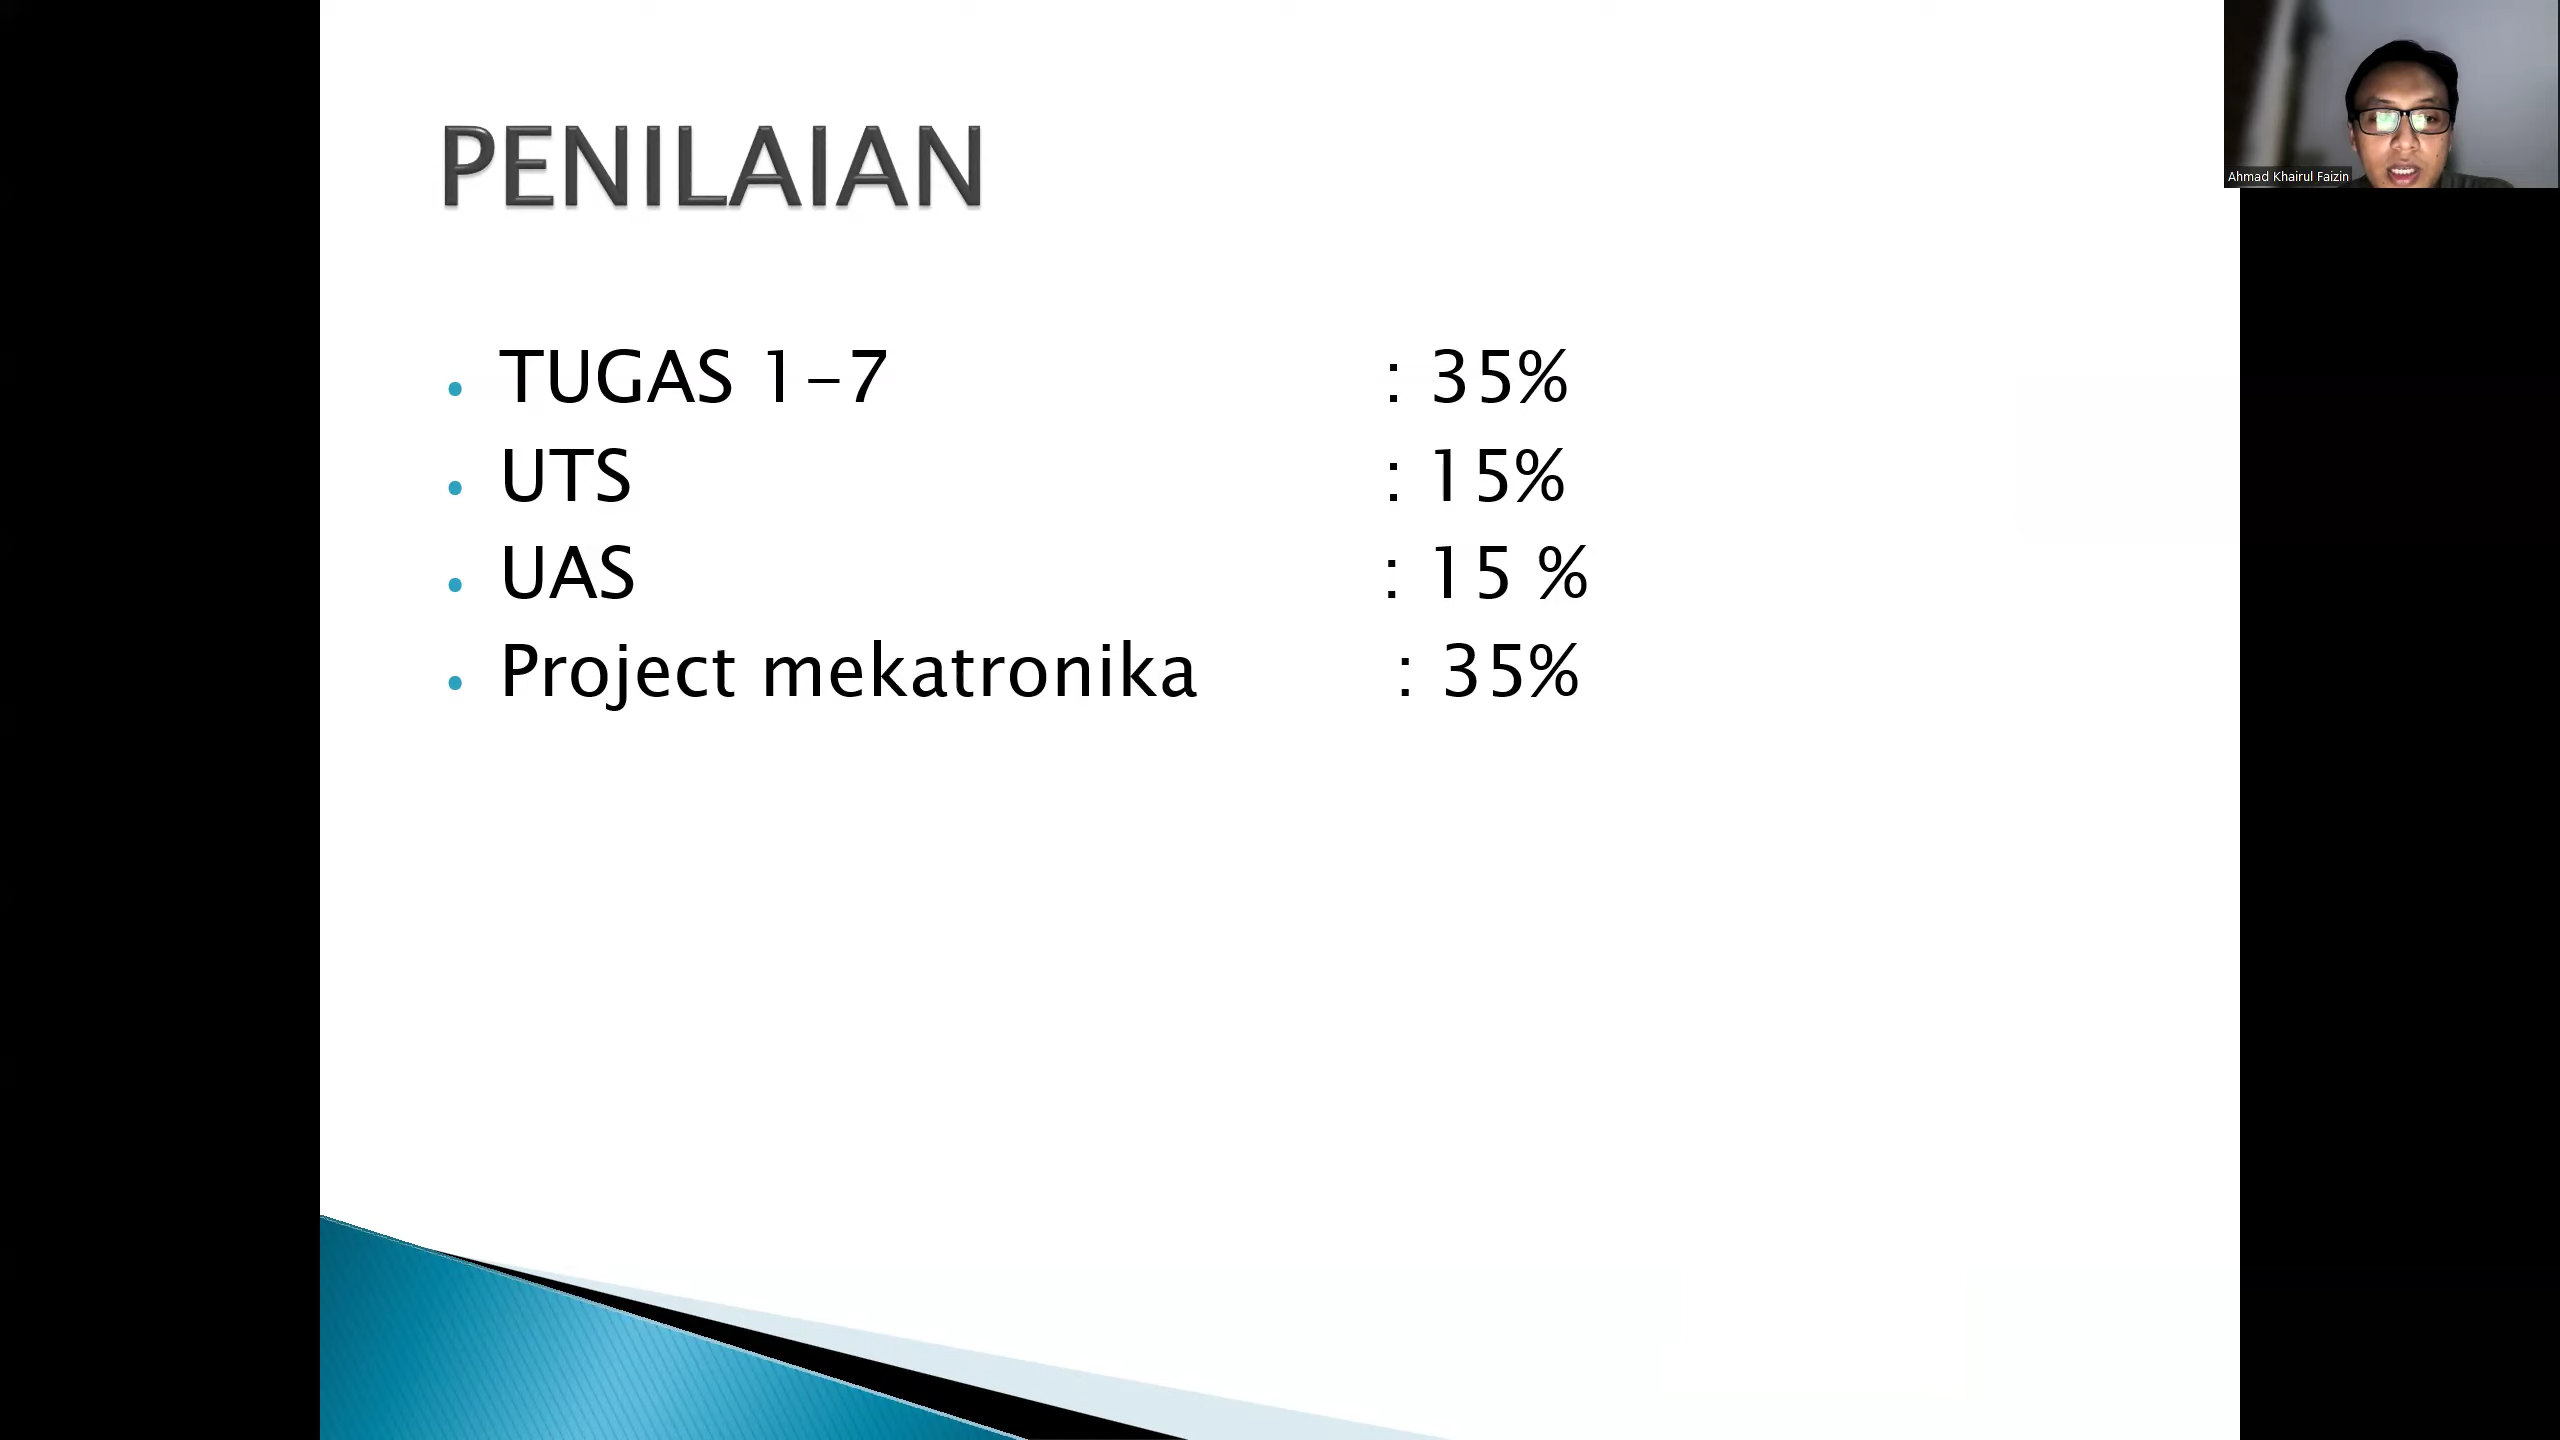 PENILAIAN
• TUGAS 1-7 : 35%
• UTS : 15%
• UAS : 15 %
• Project mekatronika : 35%
Ahmad Khairul Faizin